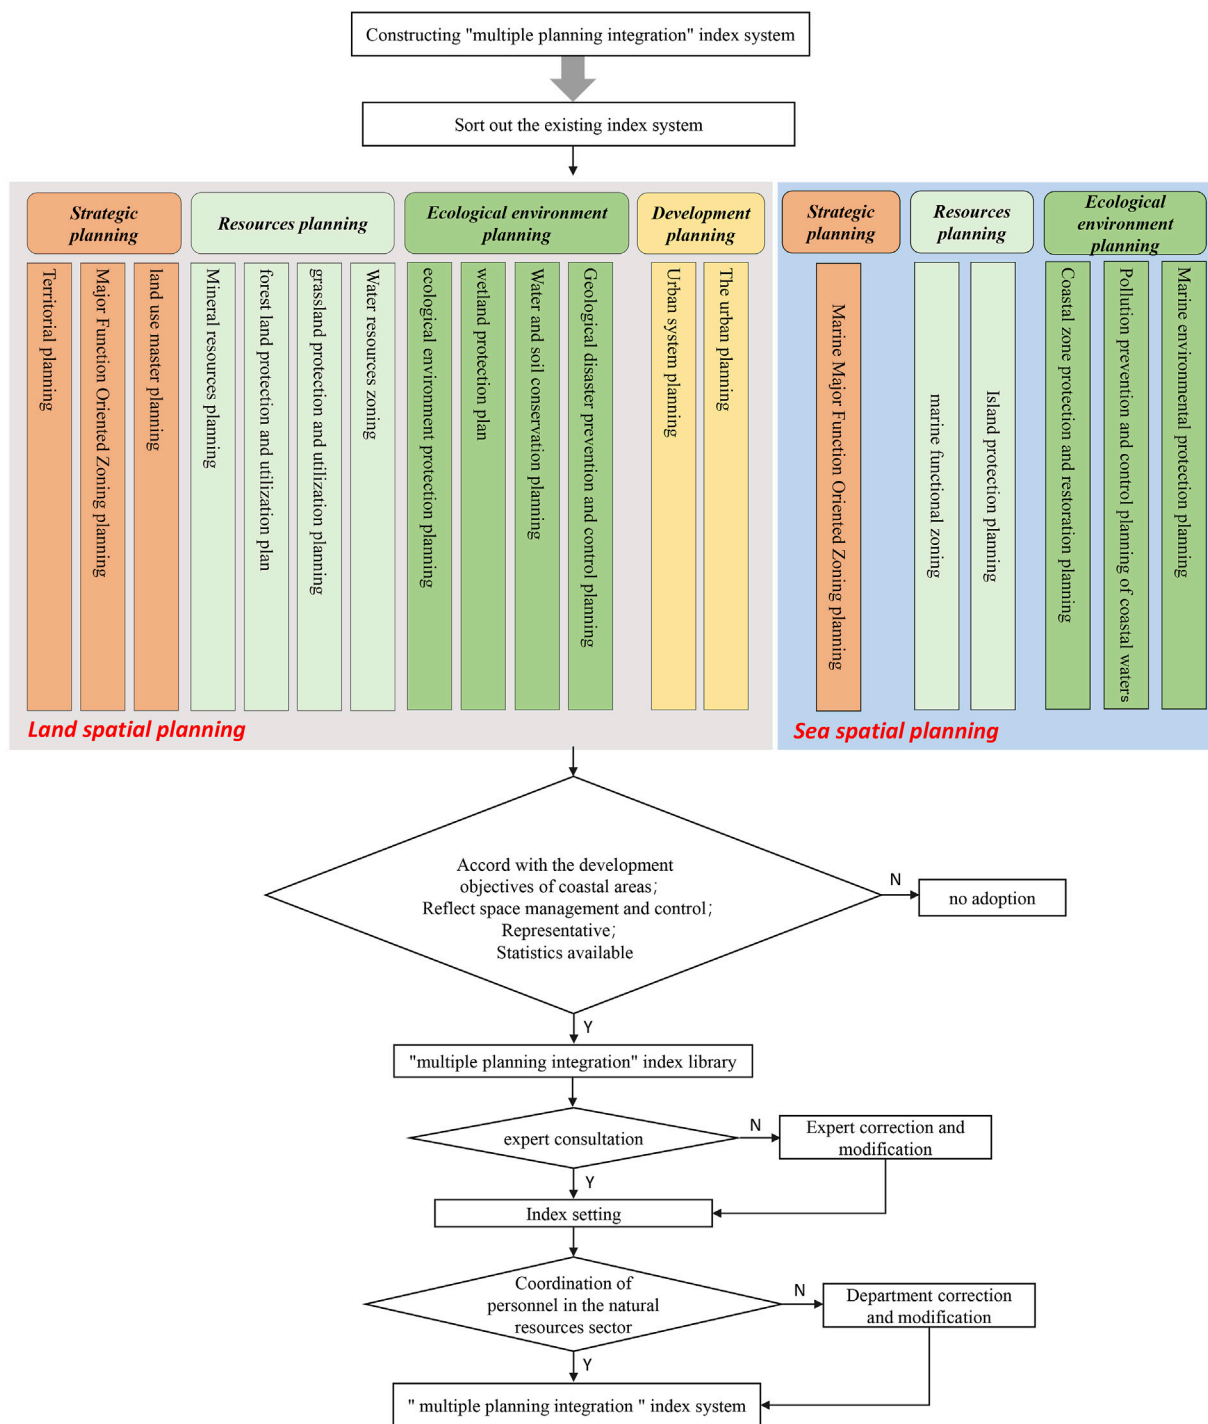 Constructing "multiple planning integration" index system
Sort out the existing index system
Strategic
planning
Resources planning
Ecological environment
planning
Development
planning
Strategic
planning
Resources
planning
Ecological
environment
planning
Territorial planning
Major Function Oriented Zoning planning
land use master planning
Mineral resources planning
forest land protection and utilization plan
grassland protection and utilization planning
Water resources zoning
ecological environment protection planning
wetland protection plan
Water and soil conservation planning
Geological disaster prevention and control planning
Urban system planning
The urban planning
Marine Major Function Oriented Zoning planning
marine functional zoning
Island protection planning
Coastal zone protection and restoration planning
Pollution prevention and control planning of coastal waters
Marine environmental protection planning
Land spatial planning
Sea spatial planning
Accord with the development
objectives of coastal areas;
Reflect space management and control;
Representative;
Statistics available
N
no adoption
Y
"multiple planning integration" index library
expert consultation
N
Expert correction and
modification
Y
Index setting
Coordination of
personnel in the natural
resources sector
N
Department correction
and modification
Y
" multiple planning integration " index system